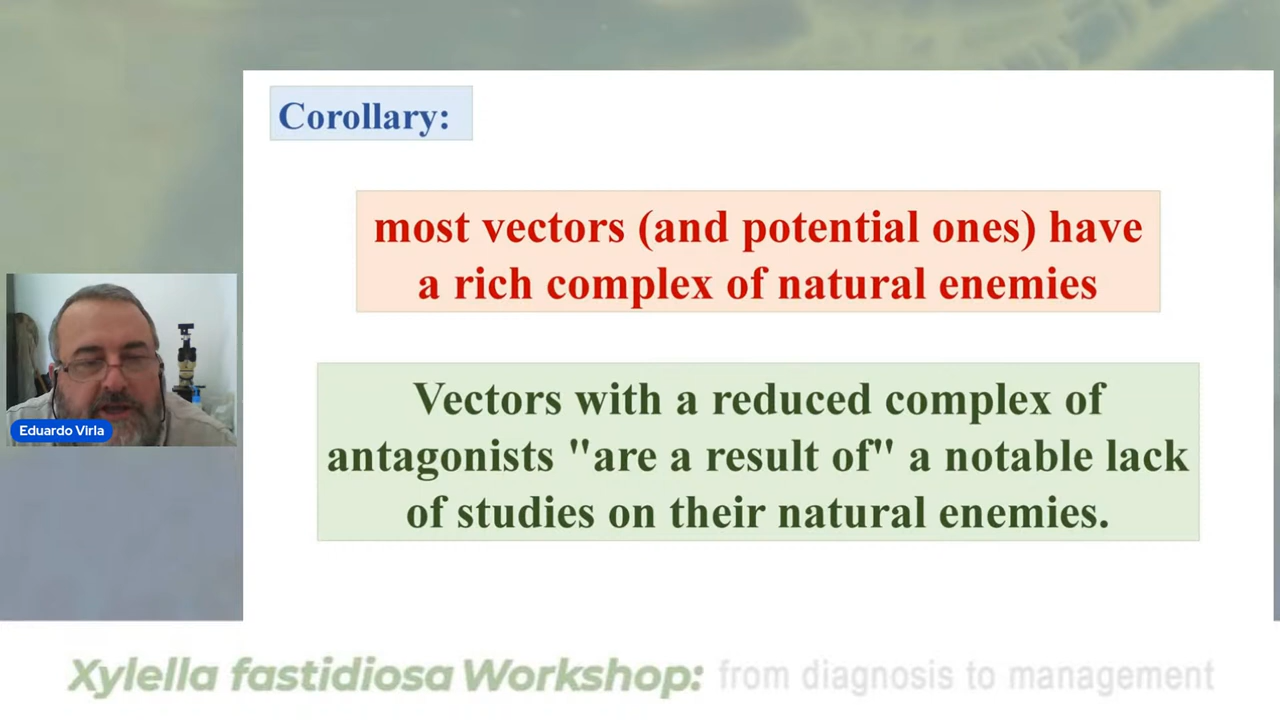 Corollary:
most vectors (and potential ones) have
a rich complex of natural enemies
Vectors with a reduced complex of
antagonists "are a result of" a notable lack
of studies on their natural enemies.
Eduardo Virla
Xylella fastidiosa Workshop: from diagnosis to management